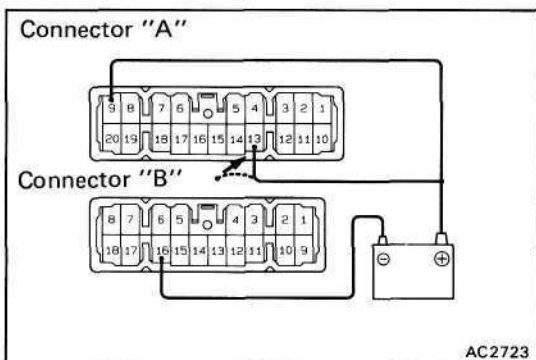 Connector "A"
9 8 7 6 5 4 3 2 1
20 19 18 17 16 15 14 13 12 11 10
Connector "B"
8 7 6 5 4 3 2 1
18 17 16 15 14 13 12 11 10 9
⊖ ⊕
AC2723